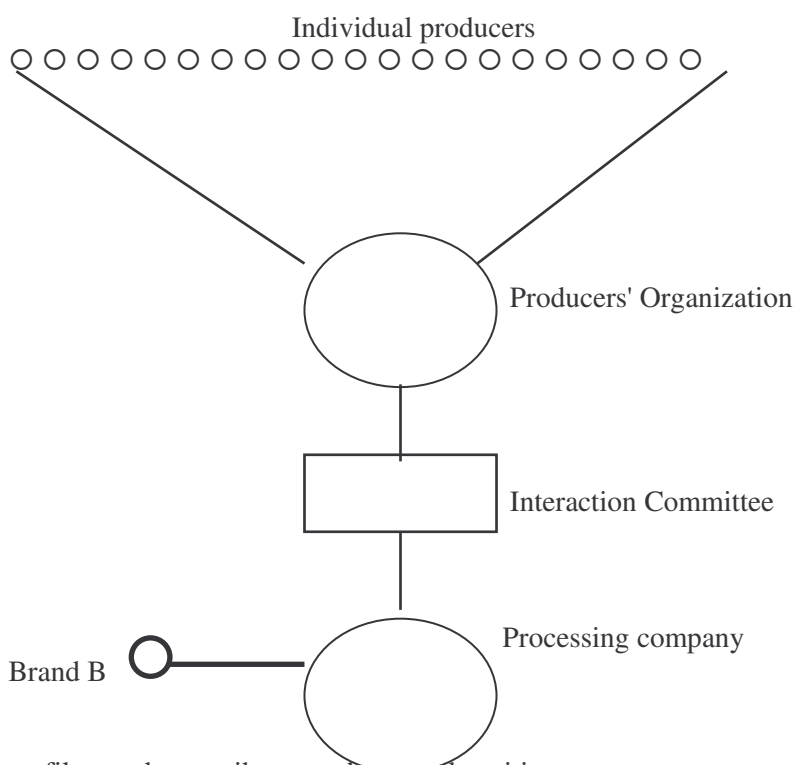 Individual producers
Producers' Organization
Interaction Committee
Processing company
Brand B